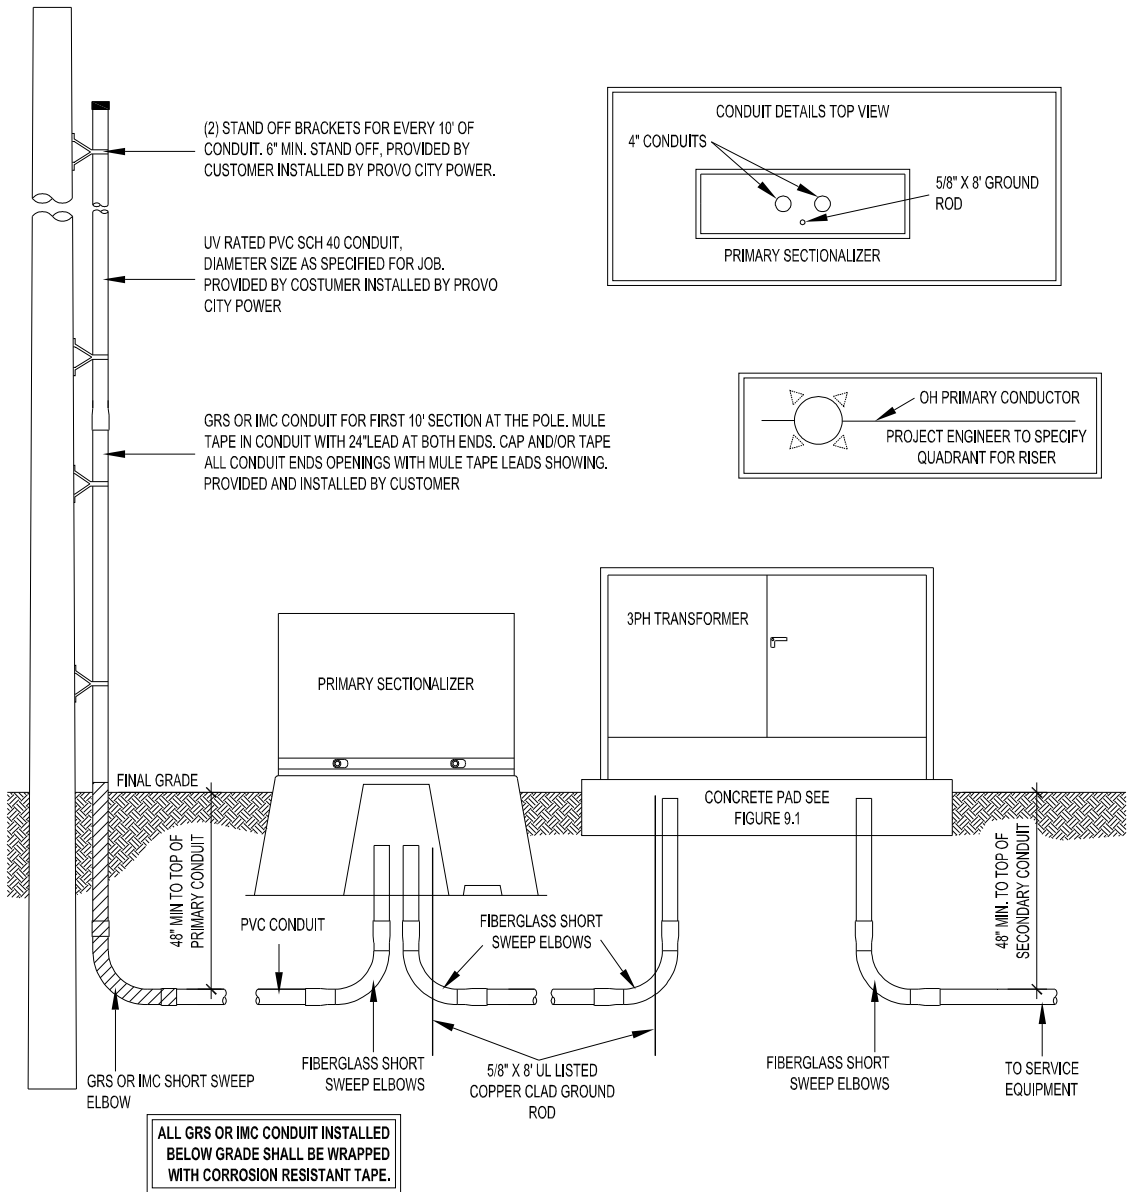 (2) STAND OFF BRACKETS FOR EVERY 10' OF
CONDUIT. 6" MIN. STAND OFF, PROVIDED BY
CUSTOMER INSTALLED BY PROVO CITY POWER.
UV RATED PVC SCH 40 CONDUIT,
DIAMETER SIZE AS SPECIFIED FOR JOB.
PROVIDED BY COSTUMER INSTALLED BY PROVO
CITY POWER
GRS OR IMC CONDUIT FOR FIRST 10' SECTION AT THE POLE. MULE
TAPE IN CONDUIT WITH 24"LEAD AT BOTH ENDS. CAP AND/OR TAPE
ALL CONDUIT ENDS OPENINGS WITH MULE TAPE LEADS SHOWING.
PROVIDED AND INSTALLED BY CUSTOMER
CONDUIT DETAILS TOP VIEW
4" CONDUITS
5/8" X 8' GROUND
ROD
PRIMARY SECTIONALIZER
OH PRIMARY CONDUCTOR
PROJECT ENGINEER TO SPECIFY
QUADRANT FOR RISER
3PH TRANSFORMER
PRIMARY SECTIONALIZER
FINAL GRADE
CONCRETE PAD SEE
FIGURE 9.1
48" MIN TO TOP OF
PRIMARY CONDUIT
48" MIN. TO TOP OF
SECONDARY CONDUIT
PVC CONDUIT
FIBERGLASS SHORT
SWEEP ELBOWS
GRS OR IMC SHORT SWEEP
ELBOW
FIBERGLASS SHORT
SWEEP ELBOWS
5/8" X 8' UL LISTED
COPPER CLAD GROUND
ROD
FIBERGLASS SHORT
SWEEP ELBOWS
TO SERVICE
EQUIPMENT
ALL GRS OR IMC CONDUIT INSTALLED
BELOW GRADE SHALL BE WRAPPED
WITH CORROSION RESISTANT TAPE.